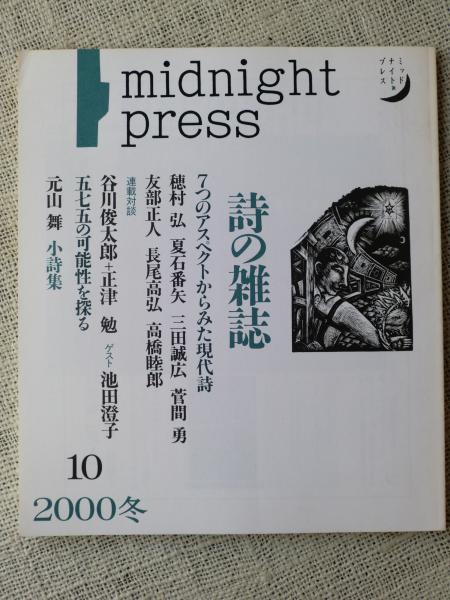 midnight
press
ミッド
ナイト・
プレス
詩の雑誌
7つのアスペクトからみた現代詩
穂村 弘 夏石番矢 三田誠広 菅間 勇
友部正人 長尾高弘 高橋睦郎
連載対談
谷川俊太郎+正津 勉 ゲスト 池田澄子
五七五の可能性を探る
元山 舞 小詩集
10
2000冬